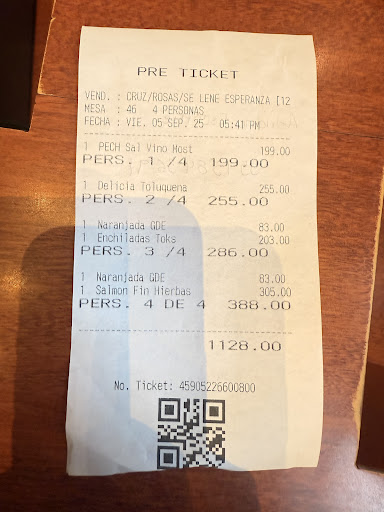 PRE TICKET
VEND. : CRUZ/ROSAS/SE LENE ESPERANZA [12
MESA : 46 4 PERSONAS
FECHA : VIE. 05 SEP. 25 05:41 PM
1 PECH Sal Vino Most 199.00
PERS. 1 /4 199.00
1 Delicia Toluquena 255.00
PERS. 2 /4 255.00
1 Naranjada GDE 83.00
1 Enchiladas Toks 203.00
PERS. 3 /4 286.00
1 Naranjada GDE 83.00
1 Salmon Fin Hierbas 305.00
PERS. 4 DE 4 388.00
1128.00
No. Ticket: 45905226600800